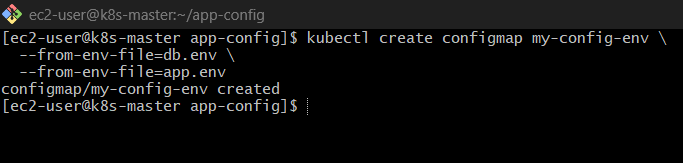 ec2-user@k8s-master:~/app-config
[ec2-user@k8s-master app-config]$ kubectl create configmap my-config-env \
  --from-env-file=db.env \
  --from-env-file=app.env
configmap/my-config-env created
[ec2-user@k8s-master app-config]$